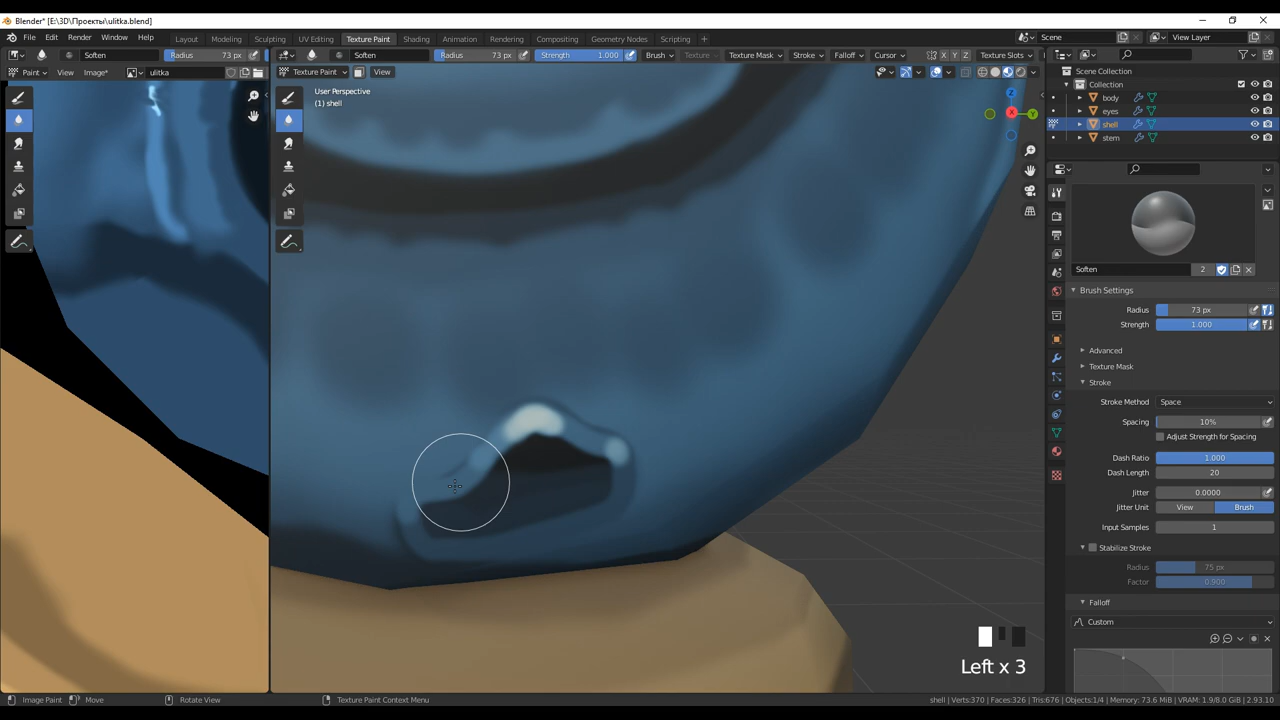 Blender* [E:\3D\Проекты\ulitka.blend]
File Edit Render Window Help Layout Modeling Sculpting UV Editing Texture Paint Shading Animation Rendering Compositing Geometry Nodes Scripting + Scene View Layer
Soften Radius 73 px Soften Radius 73 px Strength 1.000 Brush Texture Texture Mask Stroke Falloff Cursor X Y Z Texture Slots
Paint View Image* ulitka Texture Paint View
Scene Collection
Collection
body
eyes
shell
stem
User Perspective
(1) shell
Z
Y
X
Soften 2
Brush Settings
Radius 73 px
Strength 1.000
Advanced
Texture Mask
Stroke
Stroke Method Space
Spacing 10%
Adjust Strength for Spacing
Dash Ratio 1.000
Dash Length 20
Jitter 0.0000
Jitter Unit View Brush
Input Samples 1
Stabilize Stroke
Radius 75 px
Factor 0.900
Falloff
Custom
Left x 3
Image Paint Move Rotate View Texture Paint Context Menu shell | Verts:370 | Faces:326 | Tris:676 | Objects:1/4 | Memory: 73.6 MiB | VRAM: 1.9/8.0 GiB | 2.93.10